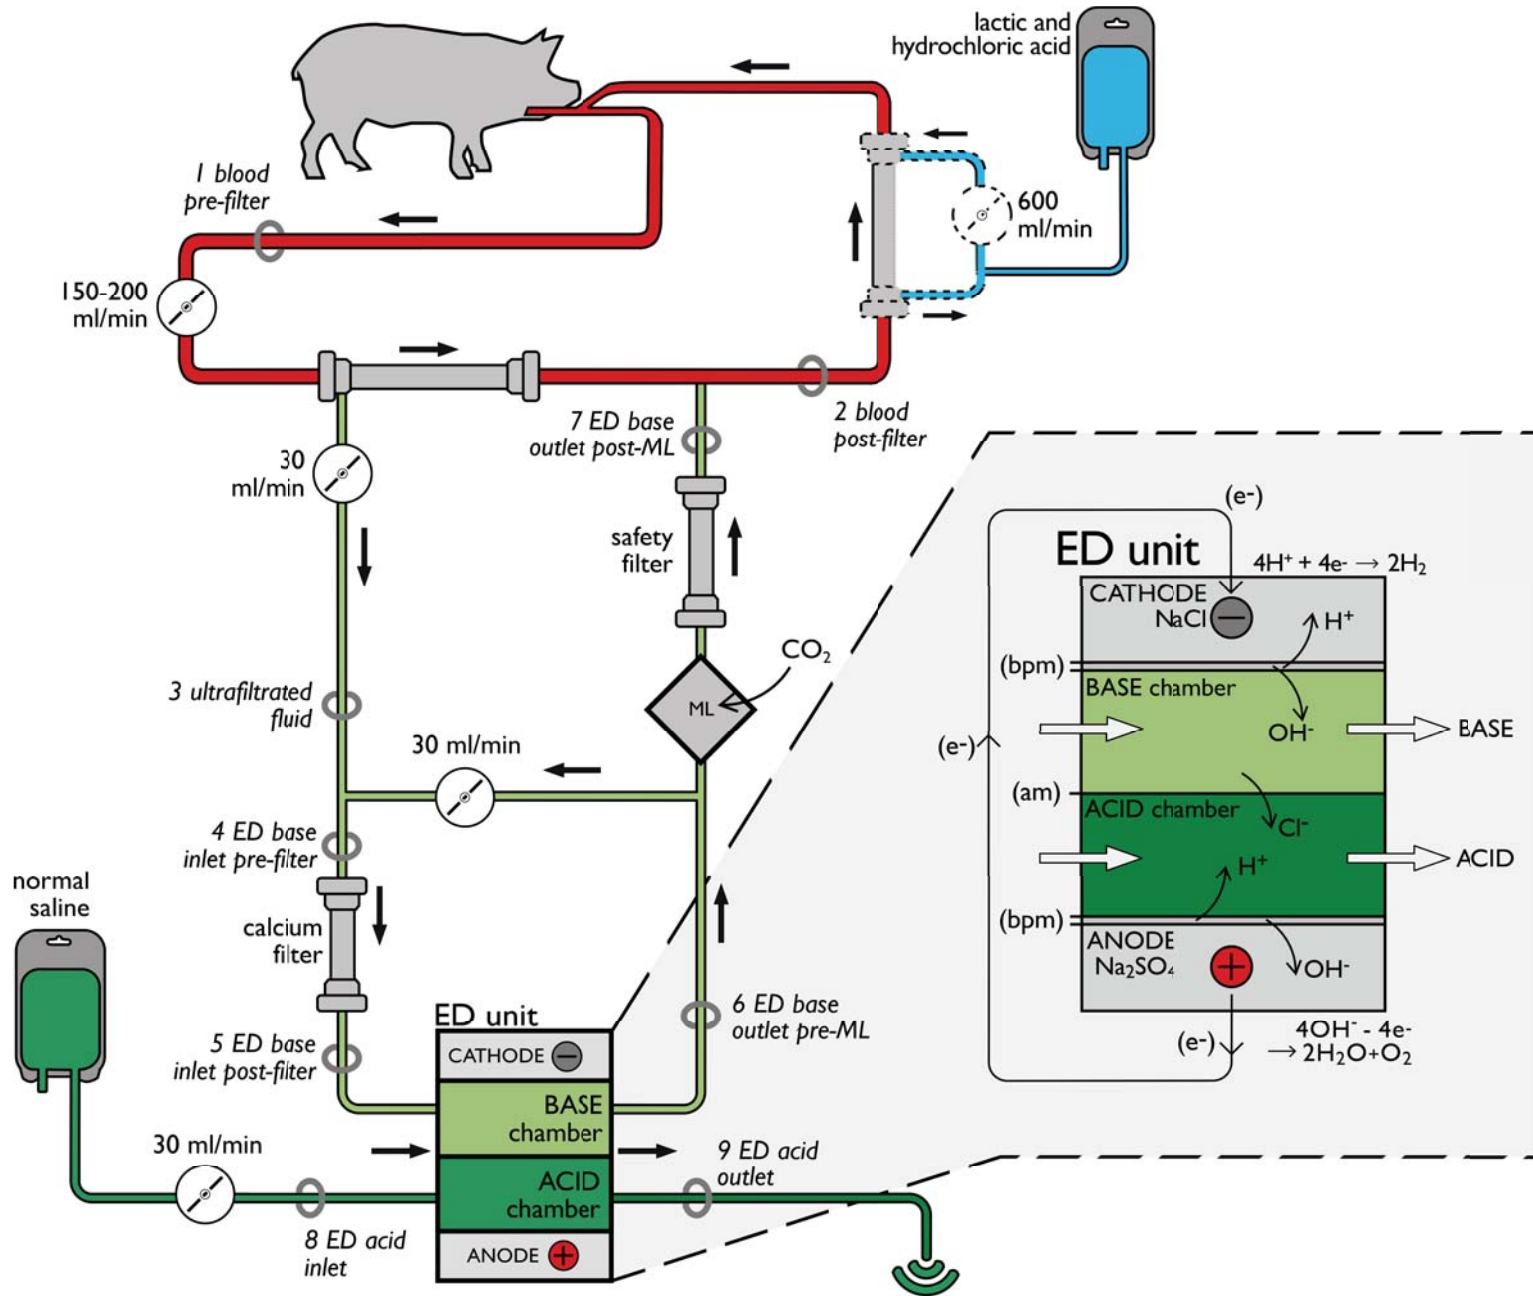 lactic and
hydrochloric acid
1 blood
pre-filter
600
ml/min
150-200
ml/min
7 ED base
outlet post-ML
2 blood
post-filter
30
ml/min
safety
filter
CO₂
ML
3 ultrafiltrated
fluid
30 ml/min
4 ED base
inlet pre-filter
normal
saline
calcium
filter
5 ED base
inlet post-filter
6 ED base
outlet pre-ML
ED unit
CATHODE −
BASE
chamber
ACID
chamber
ANODE +
30 ml/min
8 ED acid
inlet
9 ED acid
outlet
(e-)
ED unit
4H⁺ + 4e- → 2H₂
CATHODE
NaCl
−
H⁺
(bpm)
BASE chamber
OH-
BASE
(e-)
(am)
ACID chamber
Cl-
H⁺
ACID
(bpm)
ANODE
Na₂SO₄
+
OH-
(e-)
4OH⁻ - 4e-
→ 2H₂O+O₂